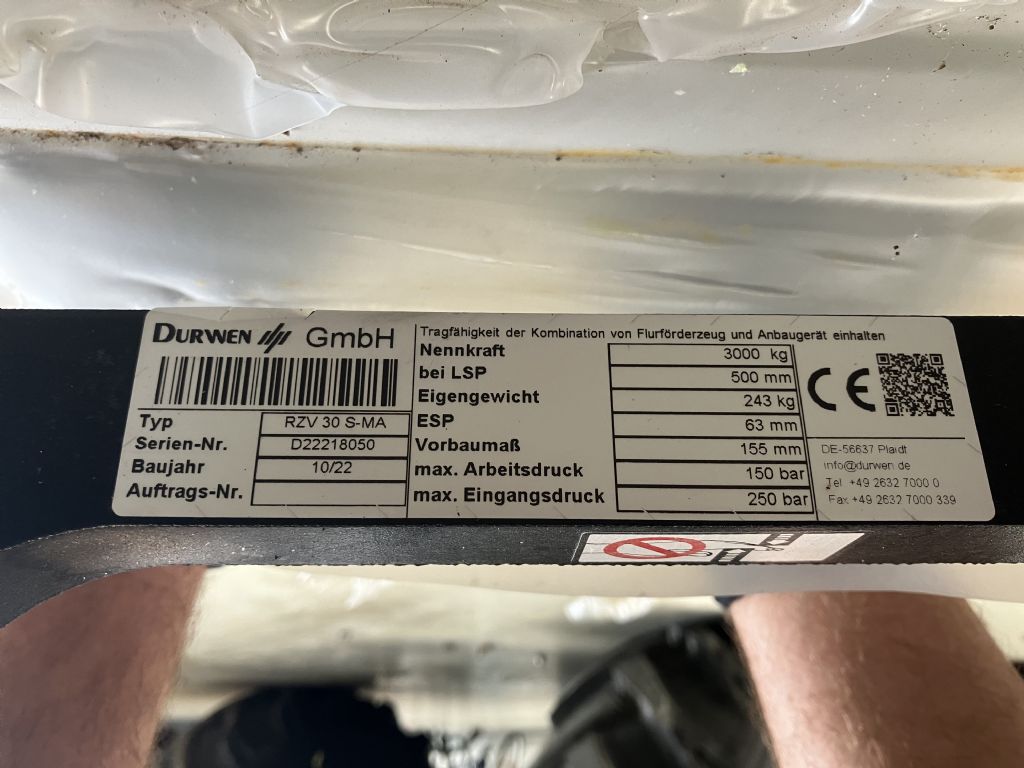 DURWEN GmbH
Typ RZV 30 S-MA
Serien-Nr. D22218050
Baujahr 10/22
Auftrags-Nr.
Tragfähigkeit der Kombination von Flurförderzeug und Anbaugerät einhalten
Nennkraft 3000 kg
bei LSP 500 mm
Eigengewicht 243 kg
ESP 63 mm
Vorbaumaß 155 mm
max. Arbeitsdruck 150 bar
max. Eingangsdruck 250 bar
CE
DE-56637 Plaidt
info@durwen.de
Tel +49 2632 7000 0
Fax +49 2632 7000 339